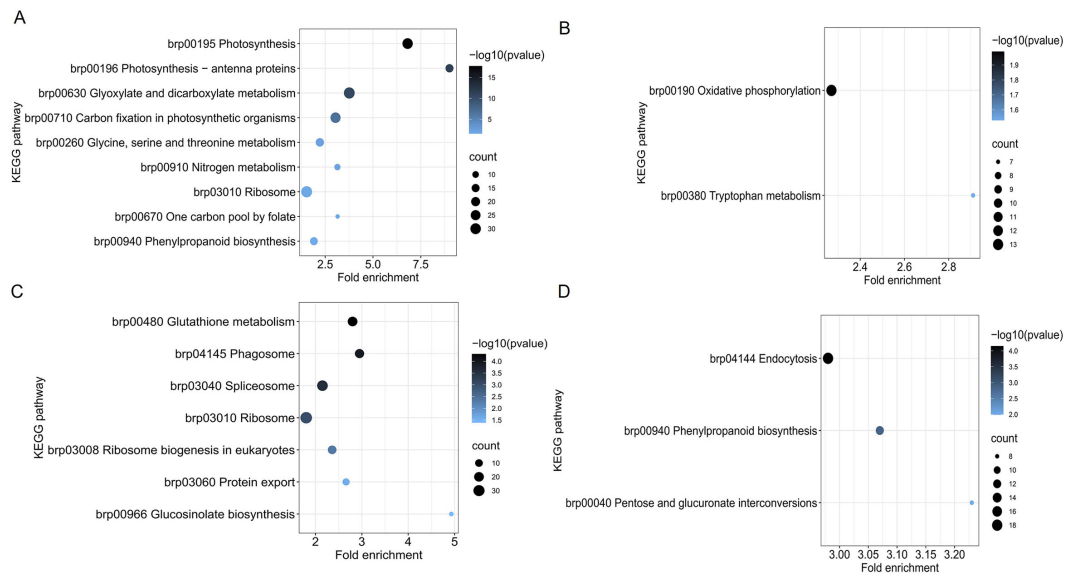 A
KEGG pathway
brp00195 Photosynthesis
brp00196 Photosynthesis − antenna proteins
brp00630 Glyoxylate and dicarboxylate metabolism
brp00710 Carbon fixation in photosynthetic organisms
brp00260 Glycine, serine and threonine metabolism
brp00910 Nitrogen metabolism
brp03010 Ribosome
brp00670 One carbon pool by folate
brp00940 Phenylpropanoid biosynthesis
2.5 5.0 7.5
Fold enrichment
−log10(pvalue)
15
10
5
count
10
15
20
25
30
B
KEGG pathway
brp00190 Oxidative phosphorylation
brp00380 Tryptophan metabolism
2.4 2.6 2.8
Fold enrichment
−log10(pvalue)
1.9
1.8
1.7
1.6
count
7
8
9
10
11
12
13
C
KEGG pathway
brp00480 Glutathione metabolism
brp04145 Phagosome
brp03040 Spliceosome
brp03010 Ribosome
brp03008 Ribosome biogenesis in eukaryotes
brp03060 Protein export
brp00966 Glucosinolate biosynthesis
2 3 4 5
Fold enrichment
−log10(pvalue)
4.0
3.5
3.0
2.5
2.0
1.5
count
10
20
30
D
KEGG pathway
brp04144 Endocytosis
brp00940 Phenylpropanoid biosynthesis
brp00040 Pentose and glucuronate interconversions
3.00 3.05 3.10 3.15 3.20
Fold enrichment
−log10(pvalue)
4.0
3.5
3.0
2.5
2.0
count
8
10
12
14
16
18